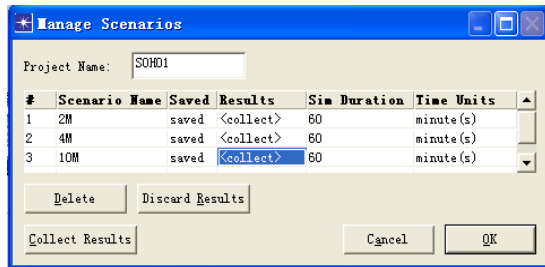 Manage Scenarios
Project Name: SOHO1
# Scenario Name Saved Results Sim Duration Time Units
1 2M saved <collect> 60 minute(s)
2 4M saved <collect> 60 minute(s)
3 10M saved <collect> 60 minute(s)
Delete Discard Results
Collect Results Cancel OK